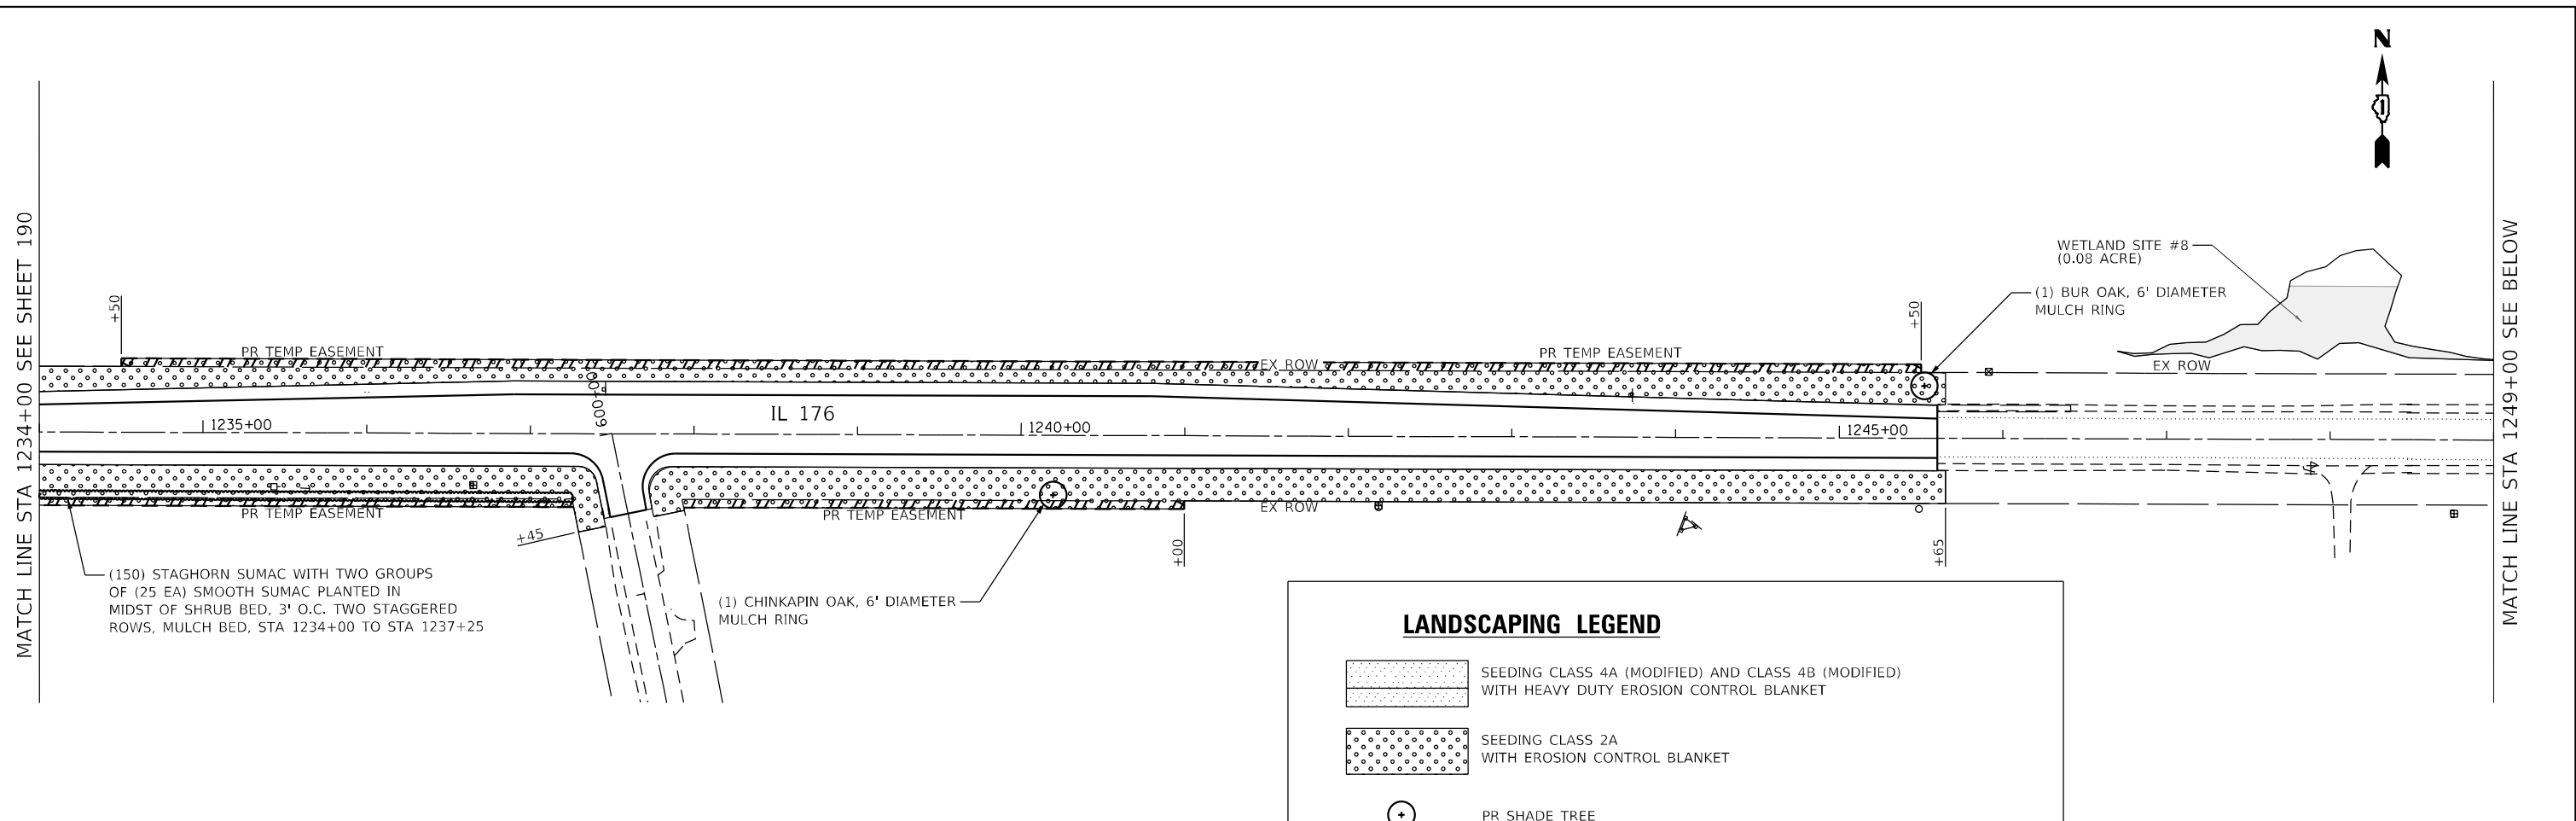 N
MATCH LINE STA 1234+00 SEE SHEET 190
MATCH LINE STA 1249+00 SEE BELOW
WETLAND SITE #8
(0.08 ACRE)
(1) BUR OAK, 6' DIAMETER
MULCH RING
+50
+50
PR TEMP EASEMENT
EX ROW
PR TEMP EASEMENT
EX ROW
600+00
IL 176
1235+00
1240+00
1245+00
PR TEMP EASEMENT
PR TEMP EASEMENT
EX ROW
+45
+00
+65
(150) STAGHORN SUMAC WITH TWO GROUPS
OF (25 EA) SMOOTH SUMAC PLANTED IN
MIDST OF SHRUB BED, 3' O.C. TWO STAGGERED
ROWS, MULCH BED, STA 1234+00 TO STA 1237+25
(1) CHINKAPIN OAK, 6' DIAMETER
MULCH RING
LANDSCAPING LEGEND
SEEDING CLASS 4A (MODIFIED) AND CLASS 4B (MODIFIED)
WITH HEAVY DUTY EROSION CONTROL BLANKET
SEEDING CLASS 2A
WITH EROSION CONTROL BLANKET
PR SHADE TREE